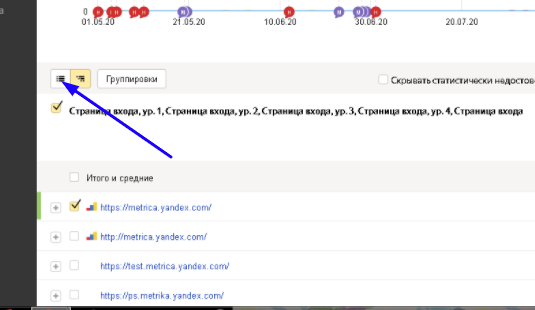 0
01.05.20 21.05.20 10.06.20 30.06.20 20.07.20
Группировки Скрывать статистически недостов
Страница входа, ур. 1, Страница входа, ур. 2, Страница входа, ур. 3, Страница входа, ур. 4, Страница входа
Итого и средние
https://metrica.yandex.com/
http://metrica.yandex.com/
https://test.metrica.yandex.com/
https://ps.metrika.yandex.com/